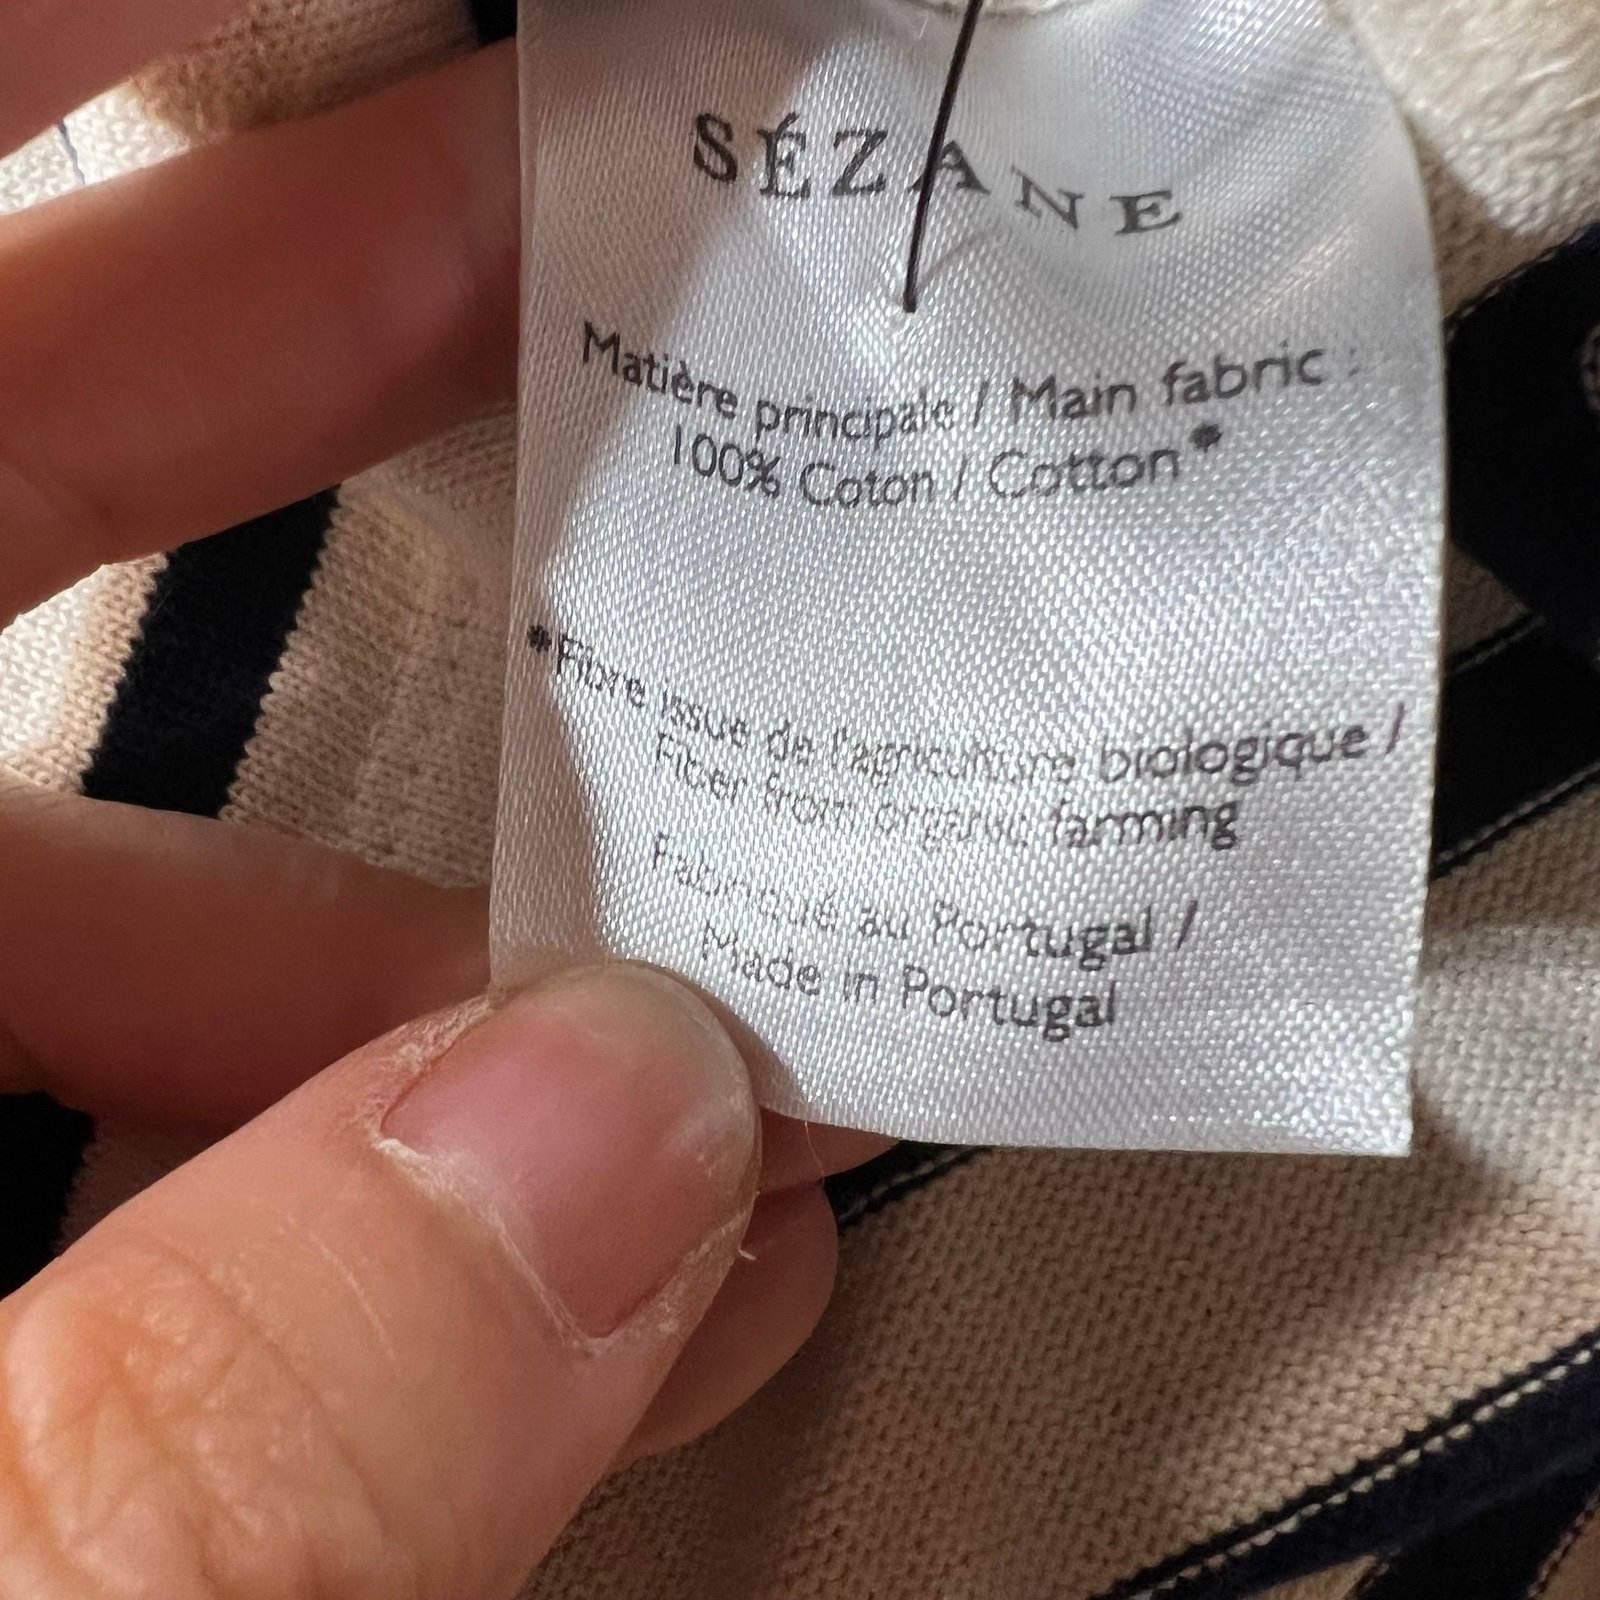 SÉZANE
Matière principale / Main fabric :
100% Coton / Cotton*
*Fibre issue de l'agriculture biologique /
Fiber from organic farming
Fabriqué au Portugal /
Made in Portugal